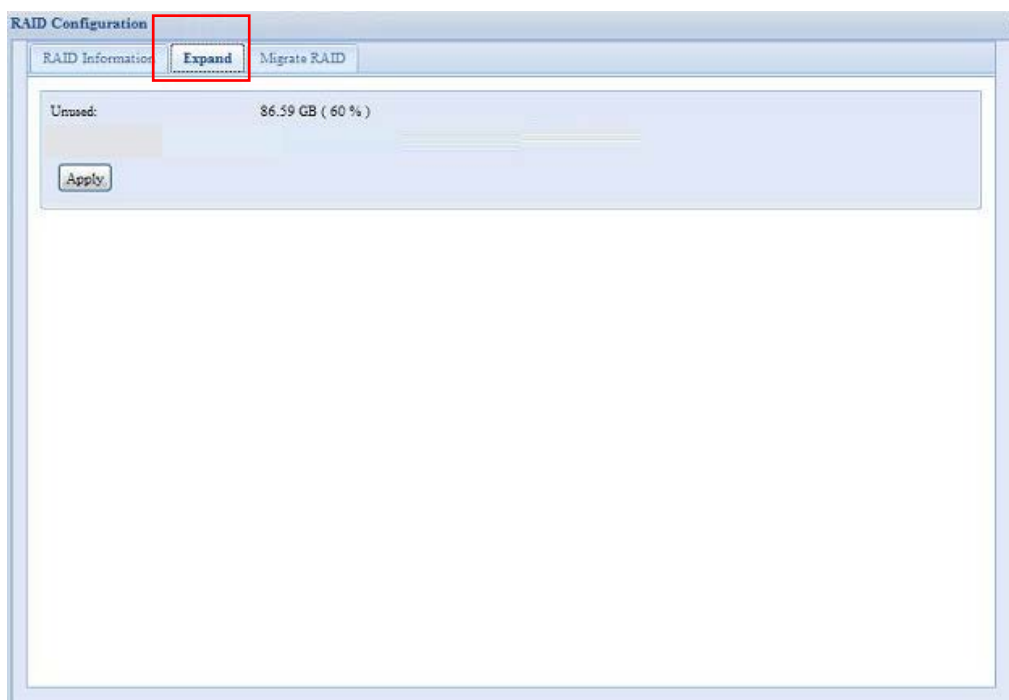 RAID Configuration
RAID Information Expand Migrate RAID
Unused: 86.59 GB ( 60 % )
Apply